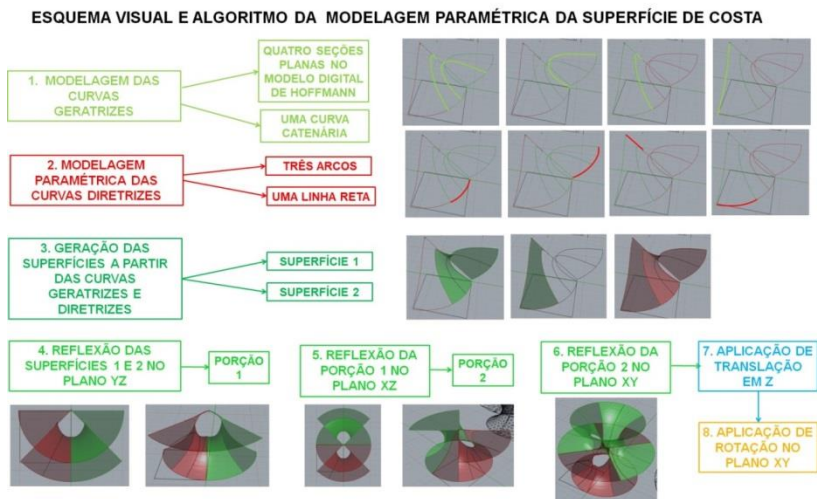 ESQUEMA VISUAL E ALGORITMO DA MODELAGEM PARAMÉTRICA DA SUPERFÍCIE DE COSTA
1. MODELAGEM DAS
CURVAS
GERATRIZES
QUATRO SEÇÕES
PLANAS NO
MODELO DIGITAL
DE HOFFMANN
UMA CURVA
CATENÁRIA
2. MODELAGEM
PARAMÉTRICA DAS
CURVAS DIRETRIZES
TRÊS ARCOS
UMA LINHA RETA
3. GERAÇÃO DAS
SUPERFÍCIES A PARTIR
DAS CURVAS
GERATRIZES E
DIRETRIZES
SUPERFÍCIE 1
SUPERFÍCIE 2
4. REFLEXÃO DAS
SUPERFÍCIES 1 E 2 NO
PLANO YZ
PORÇÃO
1
5. REFLEXÃO DA
PORÇÃO 1 NO
PLANO XZ
PORÇÃO
2
6. REFLEXÃO DA
PORÇÃO 2 NO
PLANO XY
7. APLICAÇÃO DE
TRANSLAÇÃO
EM Z
8. APLICAÇÃO DE
ROTAÇÃO NO
PLANO XY